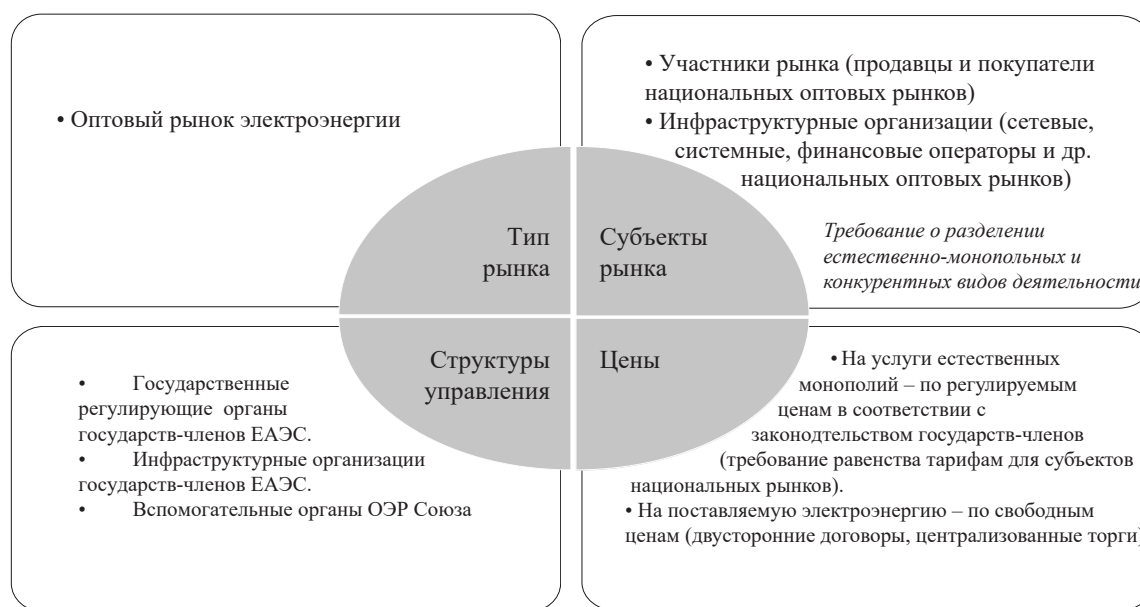 • Оптовый рынок электроэнергии
• Участники рынка (продавцы и покупатели
национальных оптовых рынков)
• Инфраструктурные организации (сетевые,
системные, финансовые операторы и др.
национальных оптовых рынков)
Требование о разделении
естественно-монопольных и
конкурентных видов деятельности
Тип
рынка
Субъекты
рынка
Структуры
управления
Цены
• Государственные
регулирующие органы
государств-членов ЕАЭС.
• Инфраструктурные организации
государств-членов ЕАЭС.
• Вспомогательные органы ОЭР Союза
• На услуги естественных
монополий – по регулируемым
ценам в соответствии с
законодтельством государств-членов
(требование равенства тарифам для субъектов
национальных рынков).
• На поставляемую электроэнергию – по свободным
ценам (двусторонние договоры, централизованные торги)